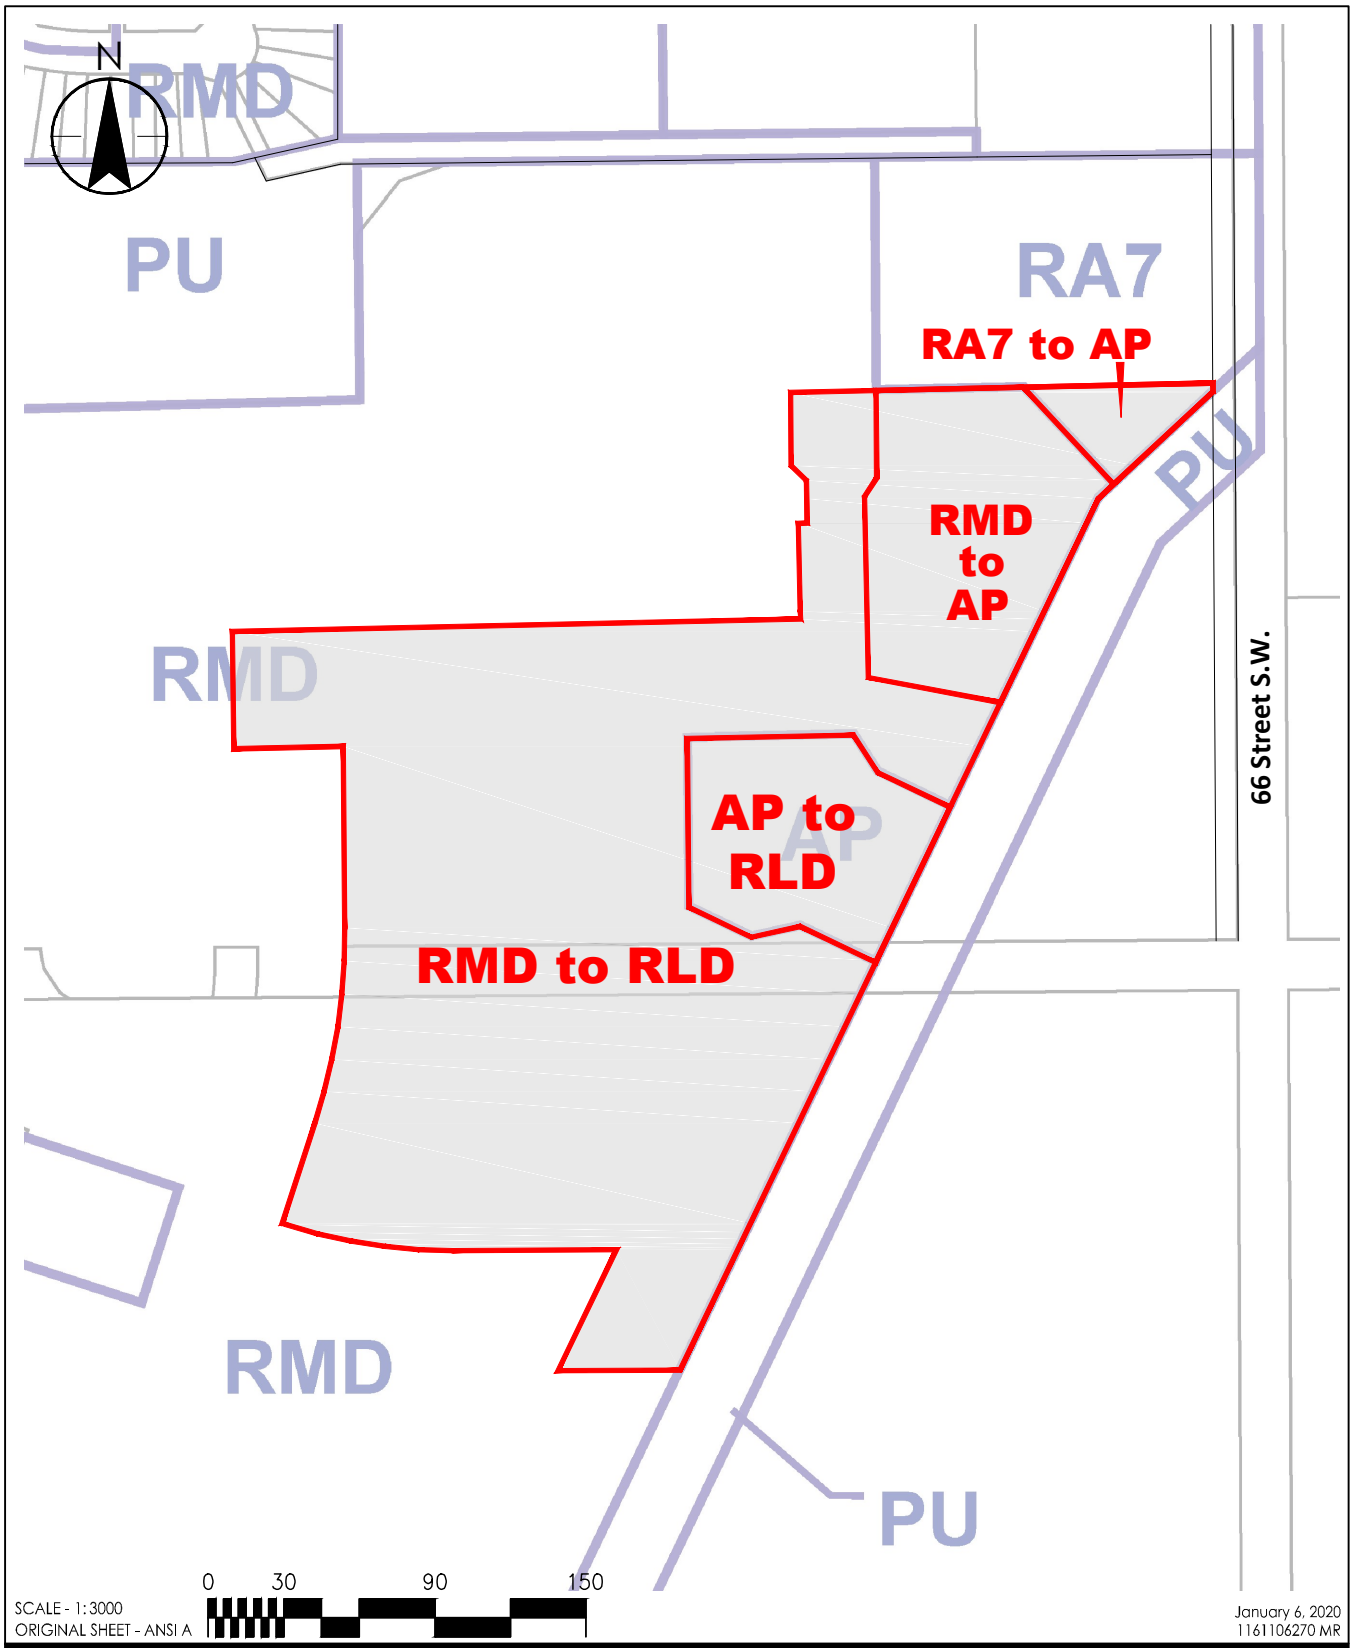 N
RMD
PU
RA7
RA7 to AP
PU
RMD
to
AP
RMD
66 Street S.W.
AP to
AP
RLD
RMD to RLD
RMD
PU
0 30 90 150
SCALE - 1:3000
ORIGINAL SHEET - ANSI A
January 6, 2020
1161106270 MR